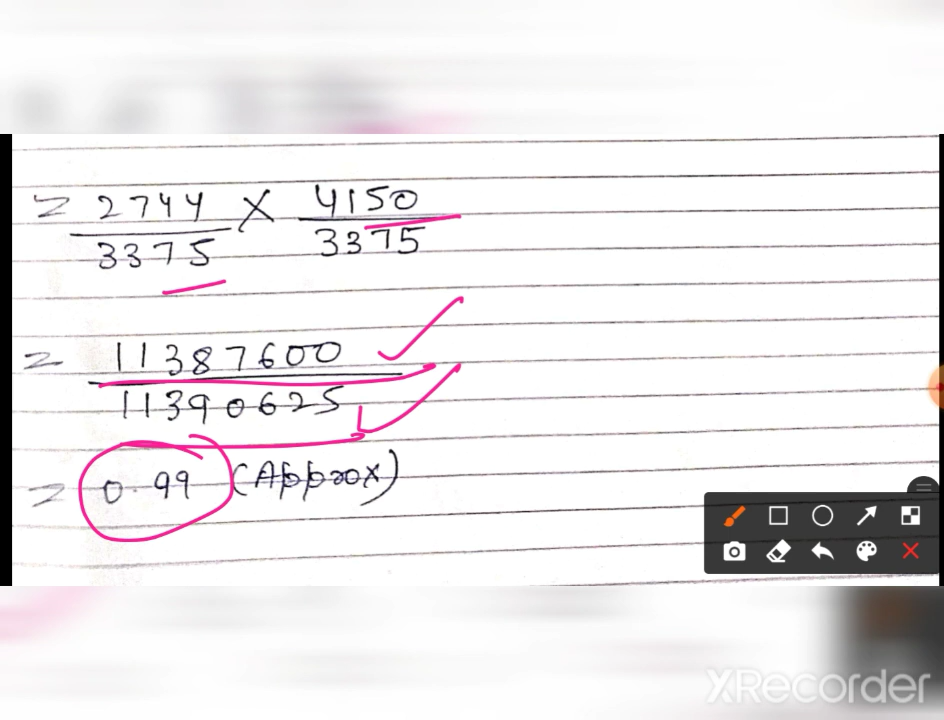 = 2744/3375 × 4150/3375
= 11387600/11390625
= 0.99 (Approx)
XRecorder